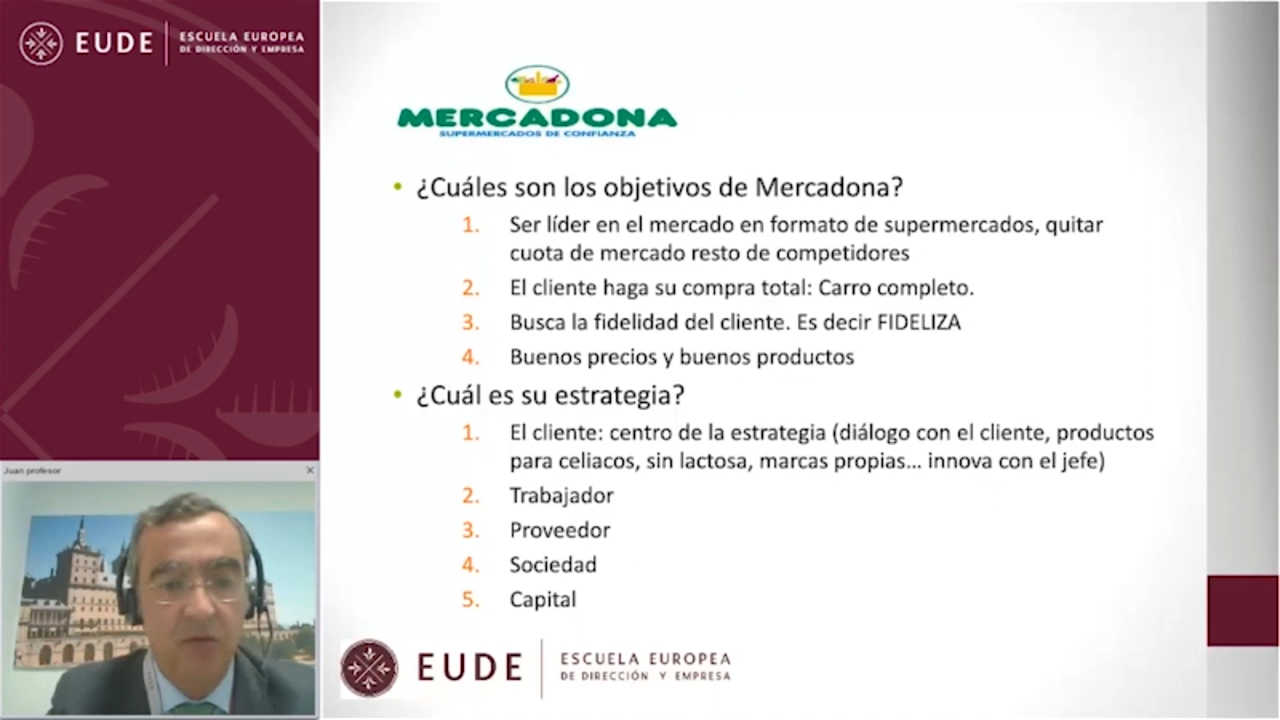 EUDE
ESCUELA EUROPEA
DE DIRECCIÓN Y EMPRESA
MERCADONA
SUPERMERCADOS DE CONFIANZA
• ¿Cuáles son los objetivos de Mercadona?
1. Ser líder en el mercado en formato de supermercados, quitar
cuota de mercado resto de competidores
2. El cliente haga su compra total: Carro completo.
3. Busca la fidelidad del cliente. Es decir FIDELIZA
4. Buenos precios y buenos productos
• ¿Cuál es su estrategia?
1. El cliente: centro de la estrategia (diálogo con el cliente, productos
para celiacos, sin lactosa, marcas propias... innova con el jefe)
2. Trabajador
3. Proveedor
4. Sociedad
5. Capital
Juan profesor
EUDE
ESCUELA EUROPEA
DE DIRECCIÓN Y EMPRESA